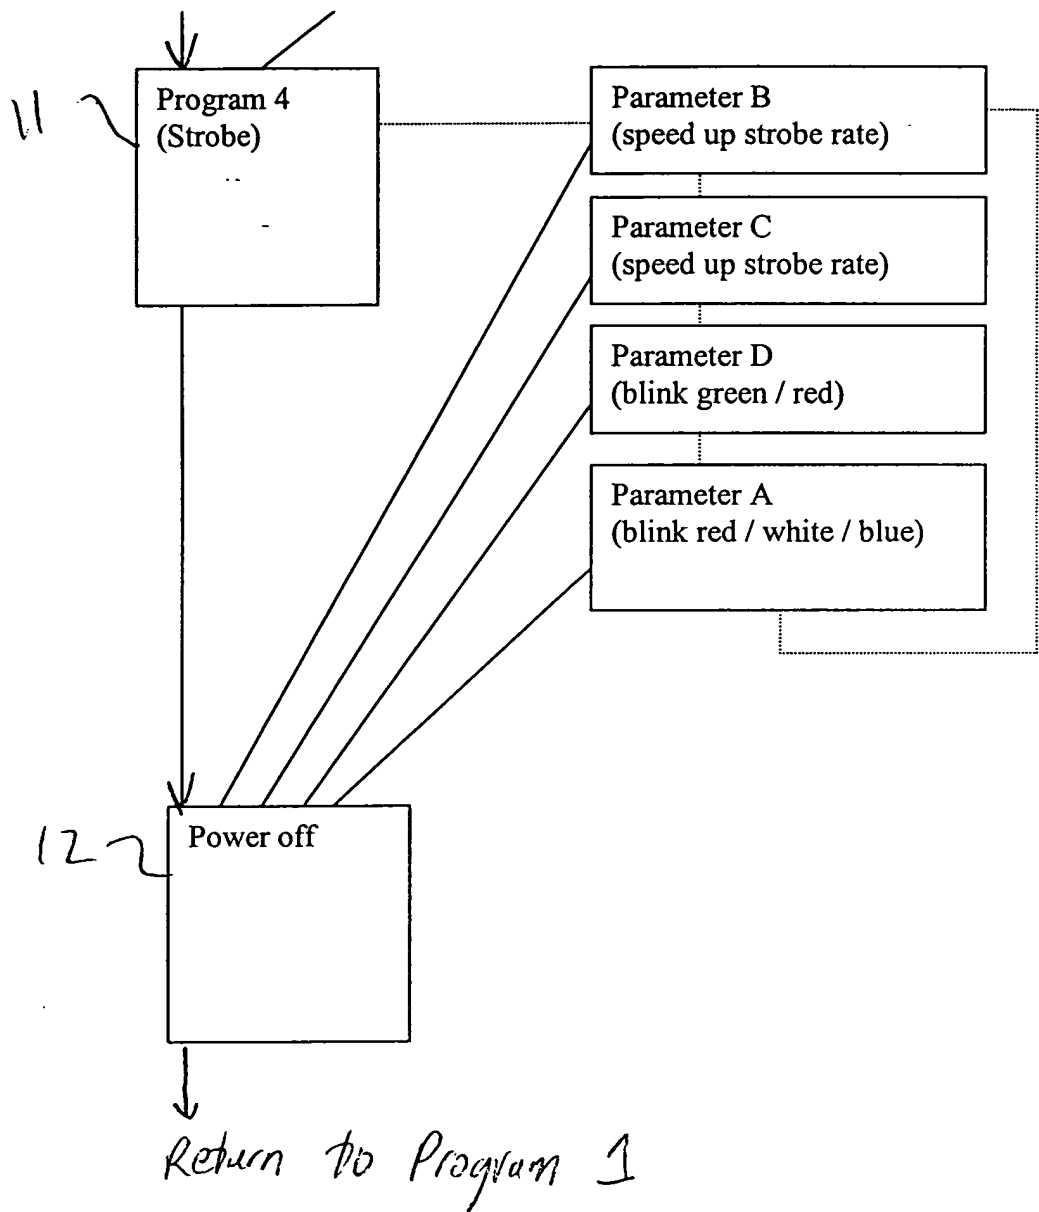 11
Program 4
(Strobe)
Parameter B
(speed up strobe rate)
Parameter C
(speed up strobe rate)
Parameter D
(blink green / red)
Parameter A
(blink red / white / blue)
12
Power off
Return to Program 1